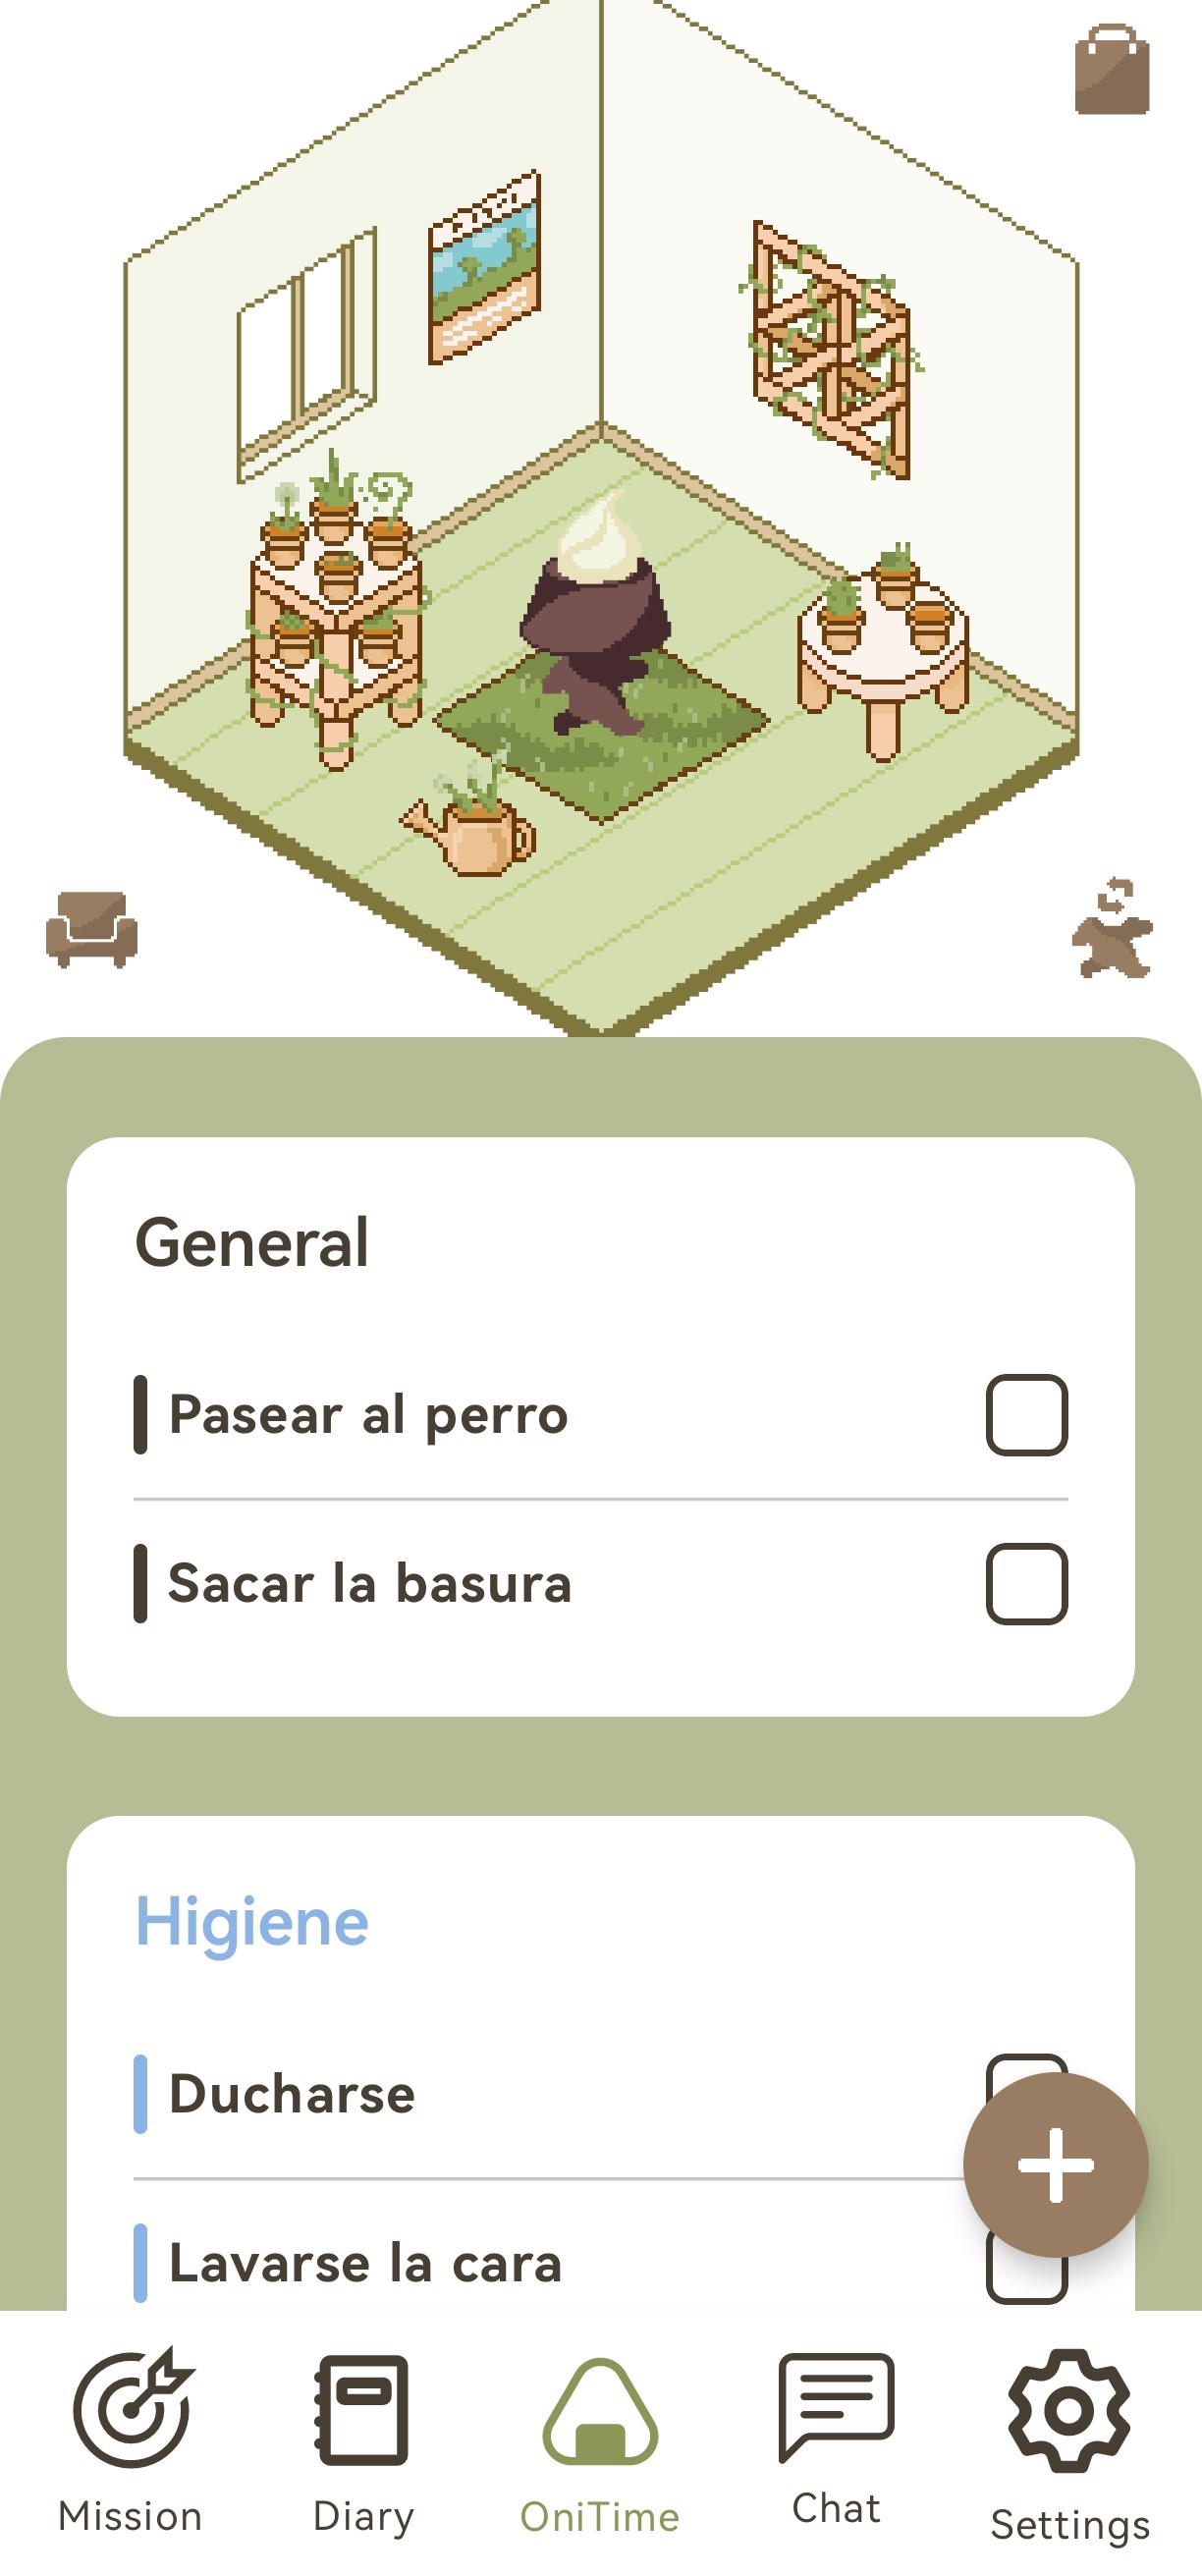 General
Pasear al perro
Sacar la basura
Higiene
Ducharse
Lavarse la cara
Mission
Diary
OniTime
Chat
Settings